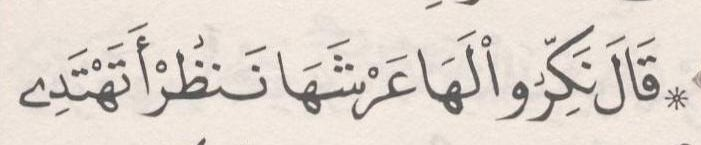 * قَالَ نَكِّرُوا۟ لَهَا عَرْشَهَا نَنظُرْ أَتَهْتَدِى